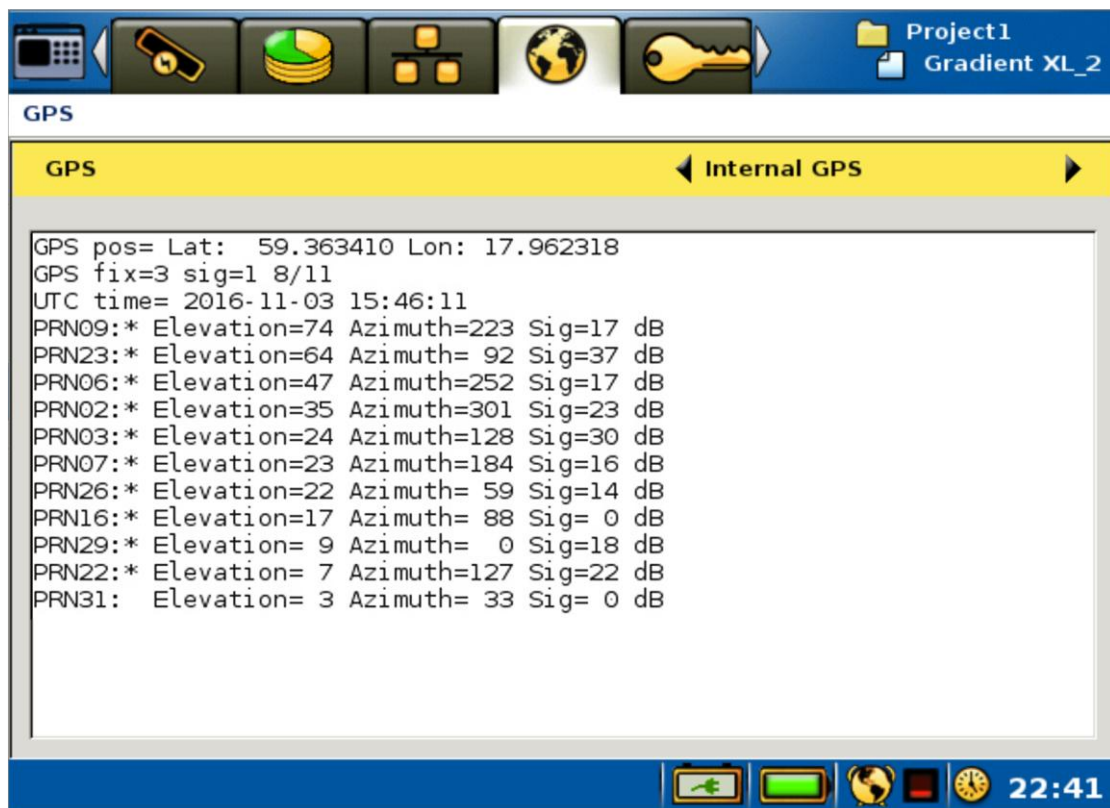 Project1
Gradient XL_2
GPS
GPS Internal GPS
GPS pos= Lat:  59.363410 Lon: 17.962318
GPS fix=3 sig=1 8/11
UTC time= 2016-11-03 15:46:11
PRN09:* Elevation=74 Azimuth=223 Sig=17 dB
PRN23:* Elevation=64 Azimuth= 92 Sig=37 dB
PRN06:* Elevation=47 Azimuth=252 Sig=17 dB
PRN02:* Elevation=35 Azimuth=301 Sig=23 dB
PRN03:* Elevation=24 Azimuth=128 Sig=30 dB
PRN07:* Elevation=23 Azimuth=184 Sig=16 dB
PRN26:* Elevation=22 Azimuth= 59 Sig=14 dB
PRN16:* Elevation=17 Azimuth= 88 Sig= 0 dB
PRN29:* Elevation= 9 Azimuth=  0 Sig=18 dB
PRN22:* Elevation= 7 Azimuth=127 Sig=22 dB
PRN31:  Elevation= 3 Azimuth= 33 Sig= 0 dB
22:41